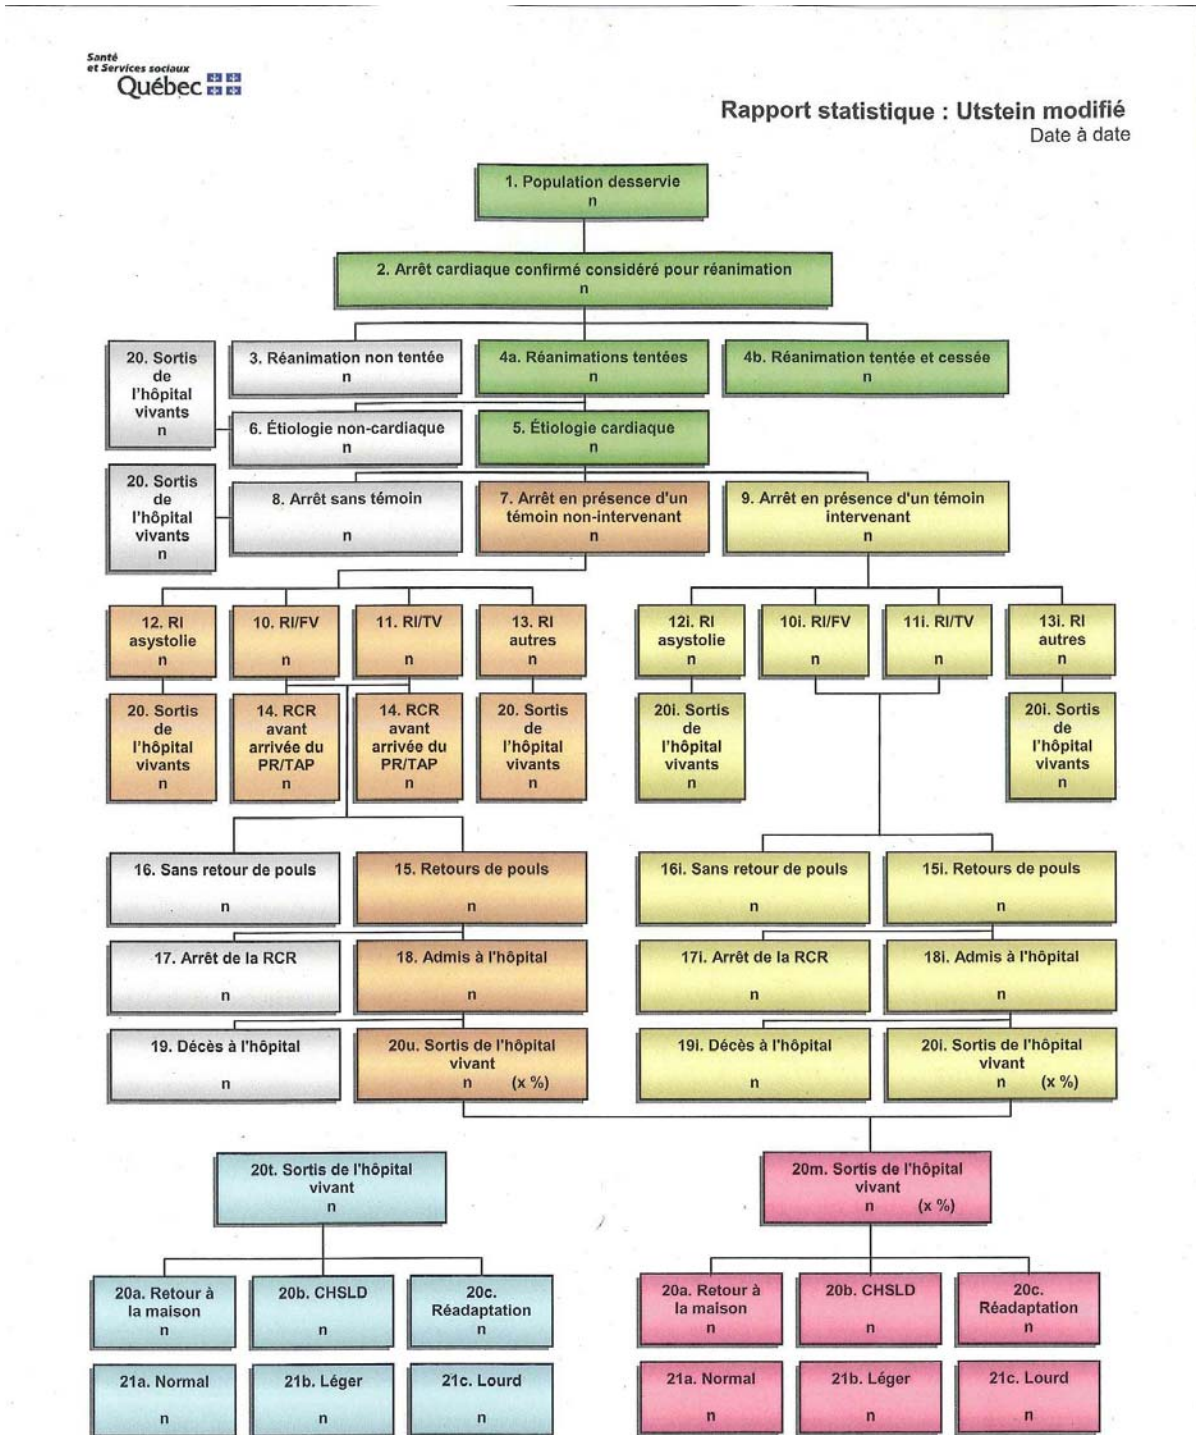 Santé
et Services sociaux
Québec
Rapport statistique : Utstein modifié
Date à date
1. Population desservie
n
2. Arrêt cardiaque confirmé considéré pour réanimation
n
20. Sortis
de
l'hôpital
vivants
n
3. Réanimation non tentée
n
4a. Réanimations tentées
n
4b. Réanimation tentée et cessée
n
6. Étiologie non-cardiaque
n
5. Étiologie cardiaque
n
20. Sortis
de
l'hôpital
vivants
n
8. Arrêt sans témoin
n
7. Arrêt en présence d'un
témoin non-intervenant
n
9. Arrêt en présence d'un témoin
intervenant
n
12. RI
asystolie
n
10. RI/FV
n
11. RI/TV
n
13. RI
autres
n
12i. RI
asystolie
n
10i. RI/FV
n
11i. RI/TV
n
13i. RI
autres
n
20. Sortis
de
l'hôpital
vivants
n
14. RCR
avant
arrivée du
PR/TAP
n
14. RCR
avant
arrivée du
PR/TAP
n
20. Sortis
de
l'hôpital
vivants
n
20i. Sortis
de
l'hôpital
vivants
n
20i. Sortis
de
l'hôpital
vivants
n
16. Sans retour de pouls
n
15. Retours de pouls
n
16i. Sans retour de pouls
n
15i. Retours de pouls
n
17. Arrêt de la RCR
n
18. Admis à l'hôpital
n
17i. Arrêt de la RCR
n
18i. Admis à l'hôpital
n
19. Décès à l'hôpital
n
20u. Sortis de l'hôpital
vivant
n (x %)
19i. Décès à l'hôpital
n
20i. Sortis de l'hôpital
vivant
n (x %)
20t. Sortis de l'hôpital
vivant
n
20m. Sortis de l'hôpital
vivant
n (x %)
20a. Retour à
la maison
n
20b. CHSLD
n
20c.
Réadaptation
n
20a. Retour à
la maison
n
20b. CHSLD
n
20c.
Réadaptation
n
21a. Normal
n
21b. Léger
n
21c. Lourd
n
21a. Normal
n
21b. Léger
n
21c. Lourd
n